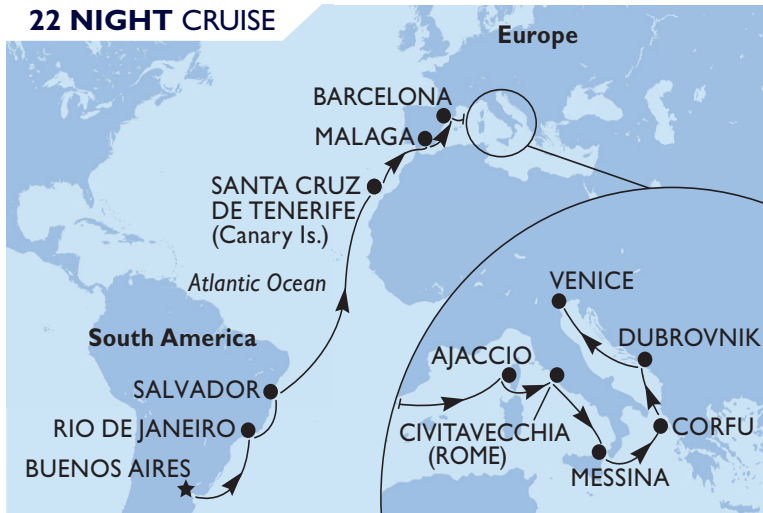 22 NIGHT CRUISE
Europe
BARCELONA
MALAGA
SANTA CRUZ
DE TENERIFE
(Canary Is.)
Atlantic Ocean
South America
SALVADOR
RIO DE JANEIRO
BUENOS AIRES
VENICE
DUBROVNIK
AJACCIO
CIVITAVECCHIA
(ROME)
CORFU
MESSINA